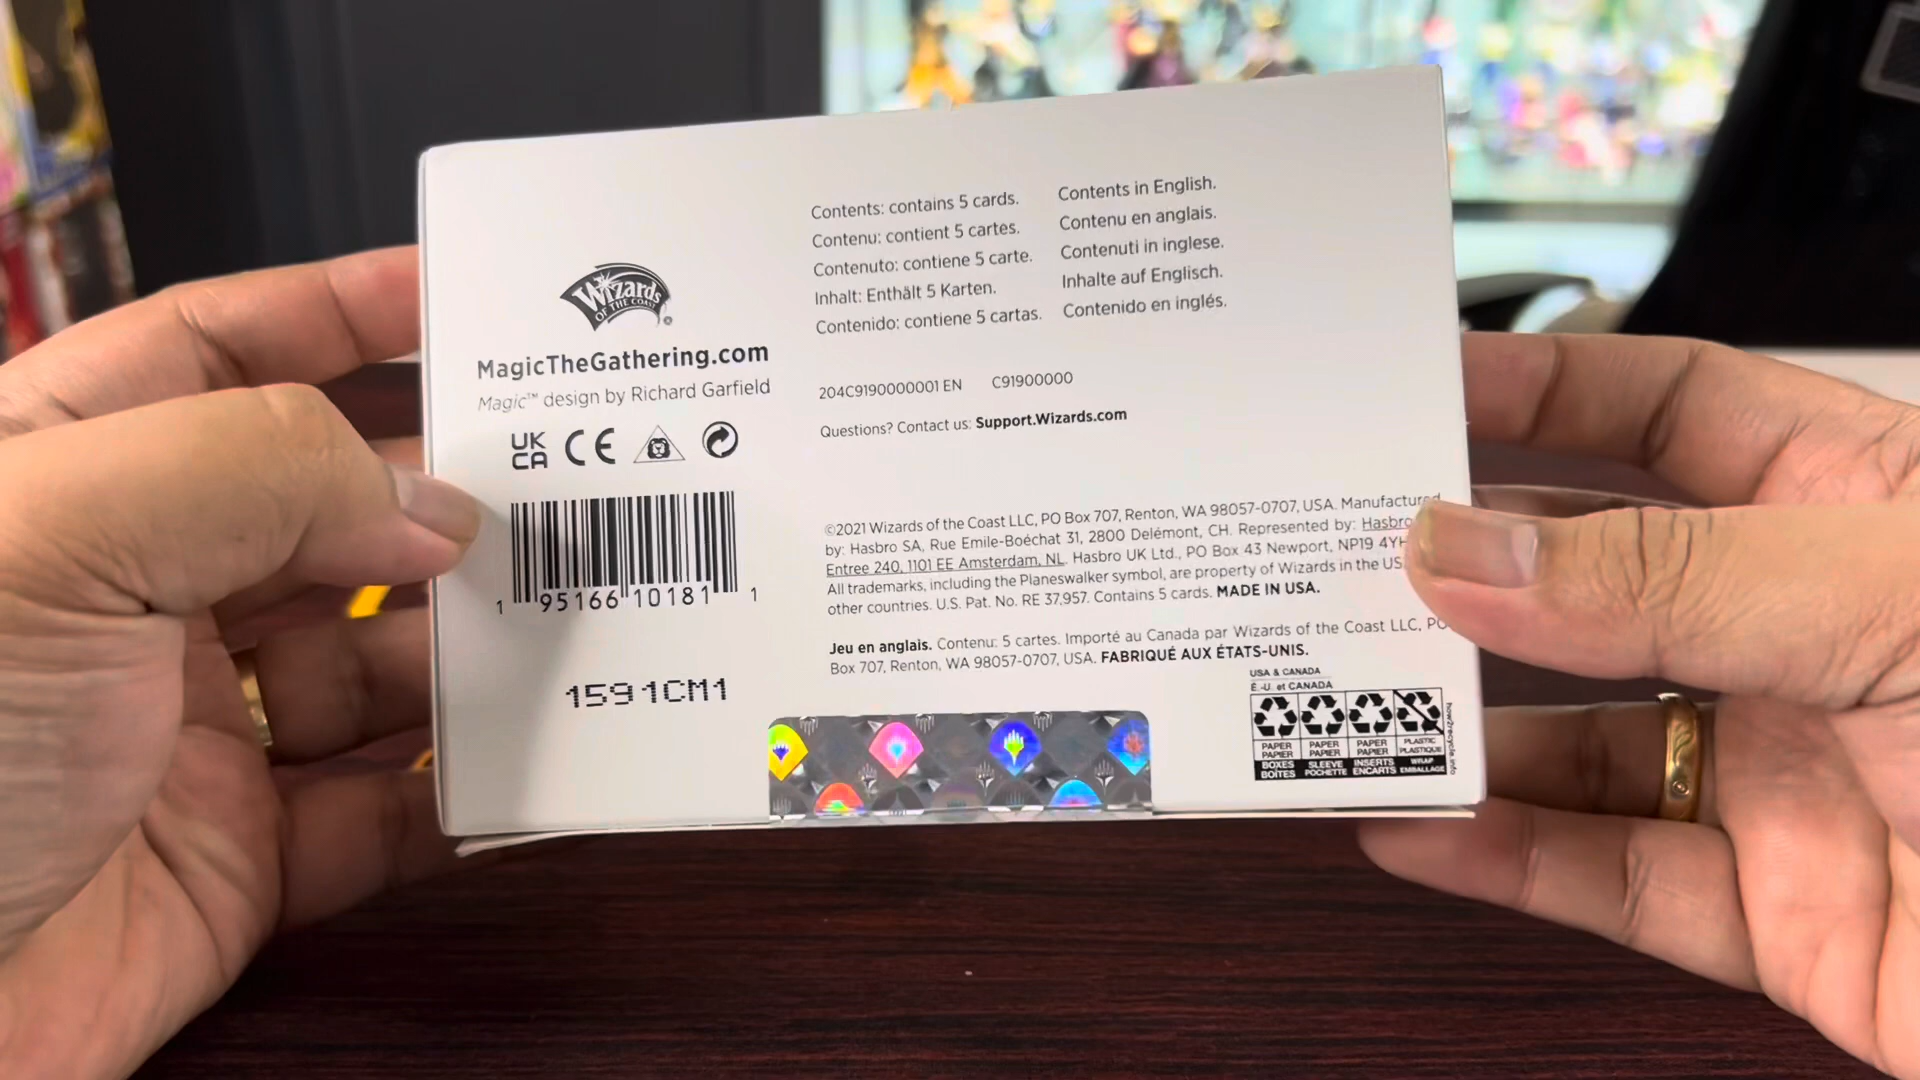 Wizards
OF THE COAST
MagicTheGathering.com
Magic™ design by Richard Garfield
UK
CA CE
1 95166 10181 1
1591CM1
Contents: contains 5 cards.
Contenu: contient 5 cartes.
Contenuto: contiene 5 carte.
Inhalt: Enthält 5 Karten.
Contenido: contiene 5 cartas.
Contents in English.
Contenu en anglais.
Contenuti in inglese.
Inhalte auf Englisch.
Contenido en inglés.
204C9190000001 EN C91900000
Questions? Contact us: Support.Wizards.com
©2021 Wizards of the Coast LLC, PO Box 707, Renton, WA 98057-0707, USA. Manufactured
by: Hasbro SA, Rue Emile-Boéchat 31, 2800 Delémont, CH. Represented by: Hasbro
Entree 240, 1101 EE Amsterdam, NL. Hasbro UK Ltd., PO Box 43 Newport, NP19 4YH
All trademarks, including the Planeswalker symbol, are property of Wizards in the US
other countries. U.S. Pat. No. RE 37,957. Contains 5 cards. MADE IN USA.
Jeu en anglais. Contenu: 5 cartes. Importé au Canada par Wizards of the Coast LLC, PO
Box 707, Renton, WA 98057-0707, USA. FABRIQUÉ AUX ÉTATS-UNIS.
USA & CANADA
É.-U. et CANADA
PAPER PAPER PAPER PLASTIC
PAPIER PAPIER PAPIER PLASTIQUE
BOXES SLEEVE INSERTS WRAP
BOÎTES POCHETTE ENCARTS EMBALLAGE
how2recycle.info